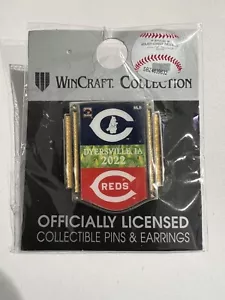 WINCRAFT COLLECTION
C
DYERSVILLE, IA
2022
REDS
OFFICIALLY LICENSED
COLLECTIBLE PINS & EARRINGS